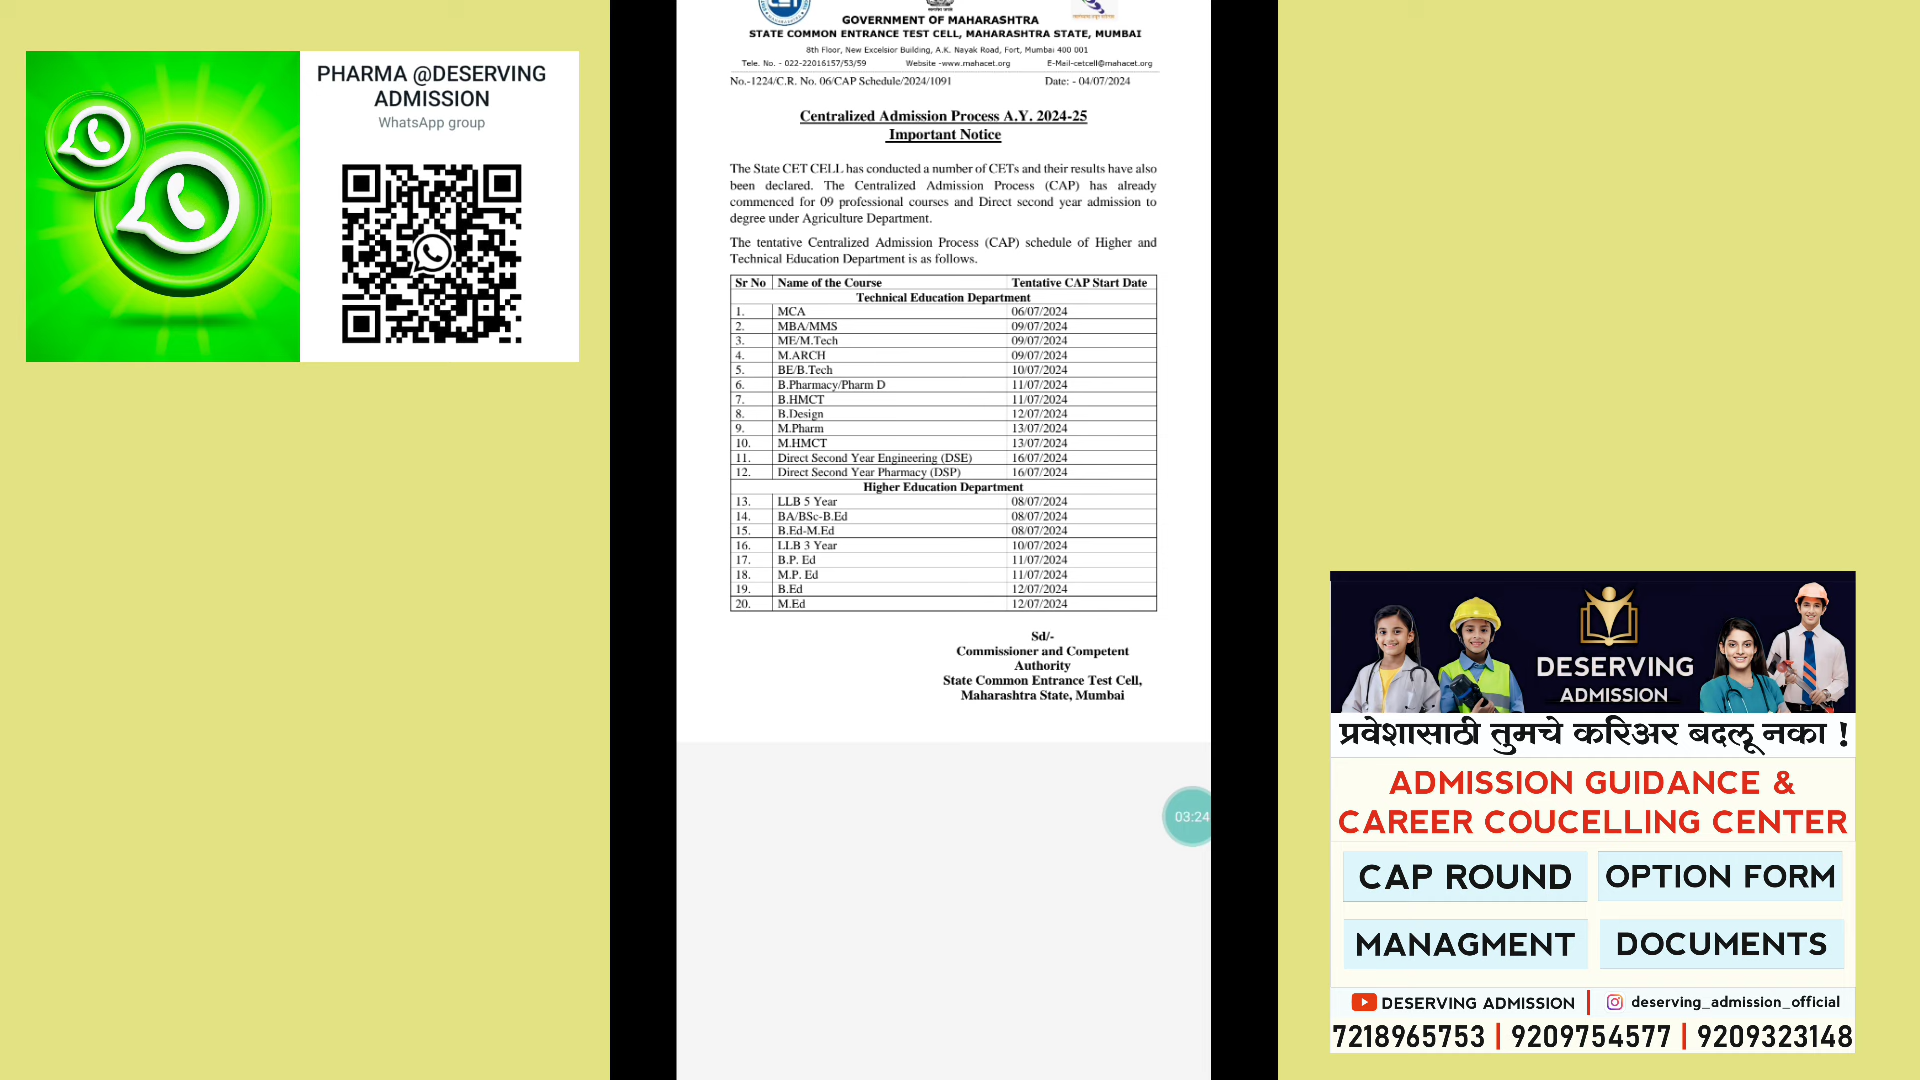 PHARMA @DESERVING
ADMISSION
WhatsApp group
GOVERNMENT OF MAHARASHTRA
STATE COMMON ENTRANCE TEST CELL, MAHARASHTRA STATE, MUMBAI
8th Floor, New Excelsior Building, A.K. Nayak Road, Fort, Mumbai 400 001
Tele. No. - 022-22016157/53/59 Website -www.mahacet.org E-Mail-cetcell@mahacet.org
No.-1224/C.R. No. 06/CAP Schedule/2024/1091 Date: - 04/07/2024
Centralized Admission Process A.Y. 2024-25
Important Notice
The State CET CELL has conducted a number of CETs and their results have also
been declared. The Centralized Admission Process (CAP) has already
commenced for 09 professional courses and Direct second year admission to
degree under Agriculture Department.
The tentative Centralized Admission Process (CAP) schedule of Higher and
Technical Education Department is as follows.
Sr No Name of the Course Tentative CAP Start Date
Technical Education Department
1. MCA 06/07/2024
2. MBA/MMS 09/07/2024
3. ME/M.Tech 09/07/2024
4. M.ARCH 09/07/2024
5. BE/B.Tech 10/07/2024
6. B.Pharmacy/Pharm D 11/07/2024
7. B.HMCT 11/07/2024
8. B.Design 12/07/2024
9. M.Pharm 13/07/2024
10. M.HMCT 13/07/2024
11. Direct Second Year Engineering (DSE) 16/07/2024
12. Direct Second Year Pharmacy (DSP) 16/07/2024
Higher Education Department
13. LLB 5 Year 08/07/2024
14. BA/BSc-B.Ed 08/07/2024
15. B.Ed-M.Ed 08/07/2024
16. LLB 3 Year 10/07/2024
17. B.P. Ed 11/07/2024
18. M.P. Ed 11/07/2024
19. B.Ed 12/07/2024
20. M.Ed 12/07/2024
Sd/-
Commissioner and Competent
Authority
State Common Entrance Test Cell,
Maharashtra State, Mumbai
03:24
DESERVING
ADMISSION
प्रवेशासाठी तुमचे करिअर बदलू नका !
ADMISSION GUIDANCE &
CAREER COUCELLING CENTER
CAP ROUND OPTION FORM
MANAGMENT DOCUMENTS
DESERVING ADMISSION | deserving_admission_official
7218965753 | 9209754577 | 9209323148